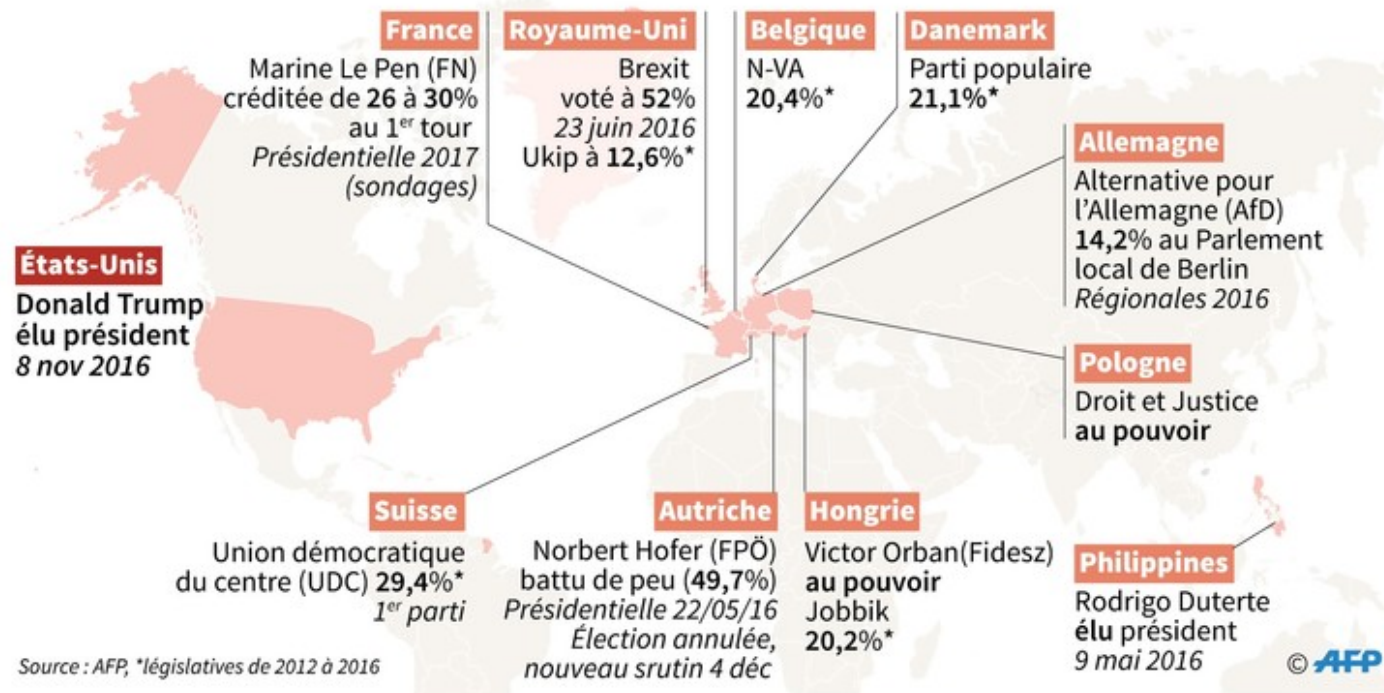 France
Marine Le Pen (FN)
créditée de 26 à 30%
au 1er tour
Présidentielle 2017
(sondages)
Royaume-Uni
Brexit
voté à 52%
23 juin 2016
Ukip à 12,6%*
Belgique
N-VA
20,4%*
Danemark
Parti populaire
21,1%*
Allemagne
Alternative pour
l'Allemagne (AfD)
14,2% au Parlement
local de Berlin
Régionales 2016
États-Unis
Donald Trump
élu président
8 nov 2016
Pologne
Droit et Justice
au pouvoir
Suisse
Union démocratique
du centre (UDC) 29,4%*
1er parti
Autriche
Norbert Hofer (FPÖ)
battu de peu (49,7%)
Présidentielle 22/05/16
Élection annulée,
nouveau srutin 4 déc
Hongrie
Victor Orban(Fidesz)
au pouvoir
Jobbik
20,2%*
Philippines
Rodrigo Duterte
élu président
9 mai 2016
Source : AFP, *législatives de 2012 à 2016
© AFP